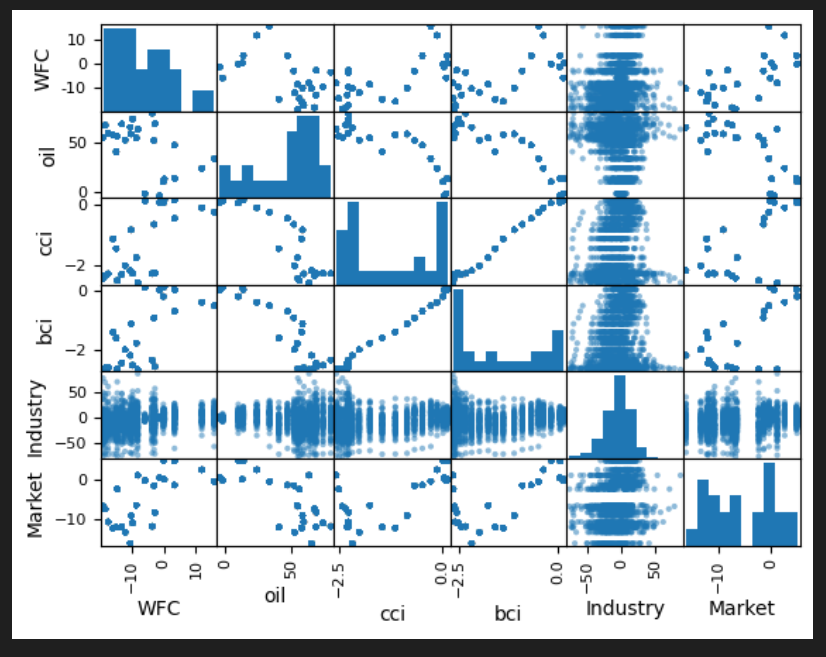 WFC
10
0
-10
oil
50
0
cci
0
−2
bci
0
−2
Industry
50
0
−50
Market
0
−10
−10 0 10
0 50
−2.5 0.0
−2.5 0.0
−50 0 50
−10 0
WFC oil cci bci Industry Market